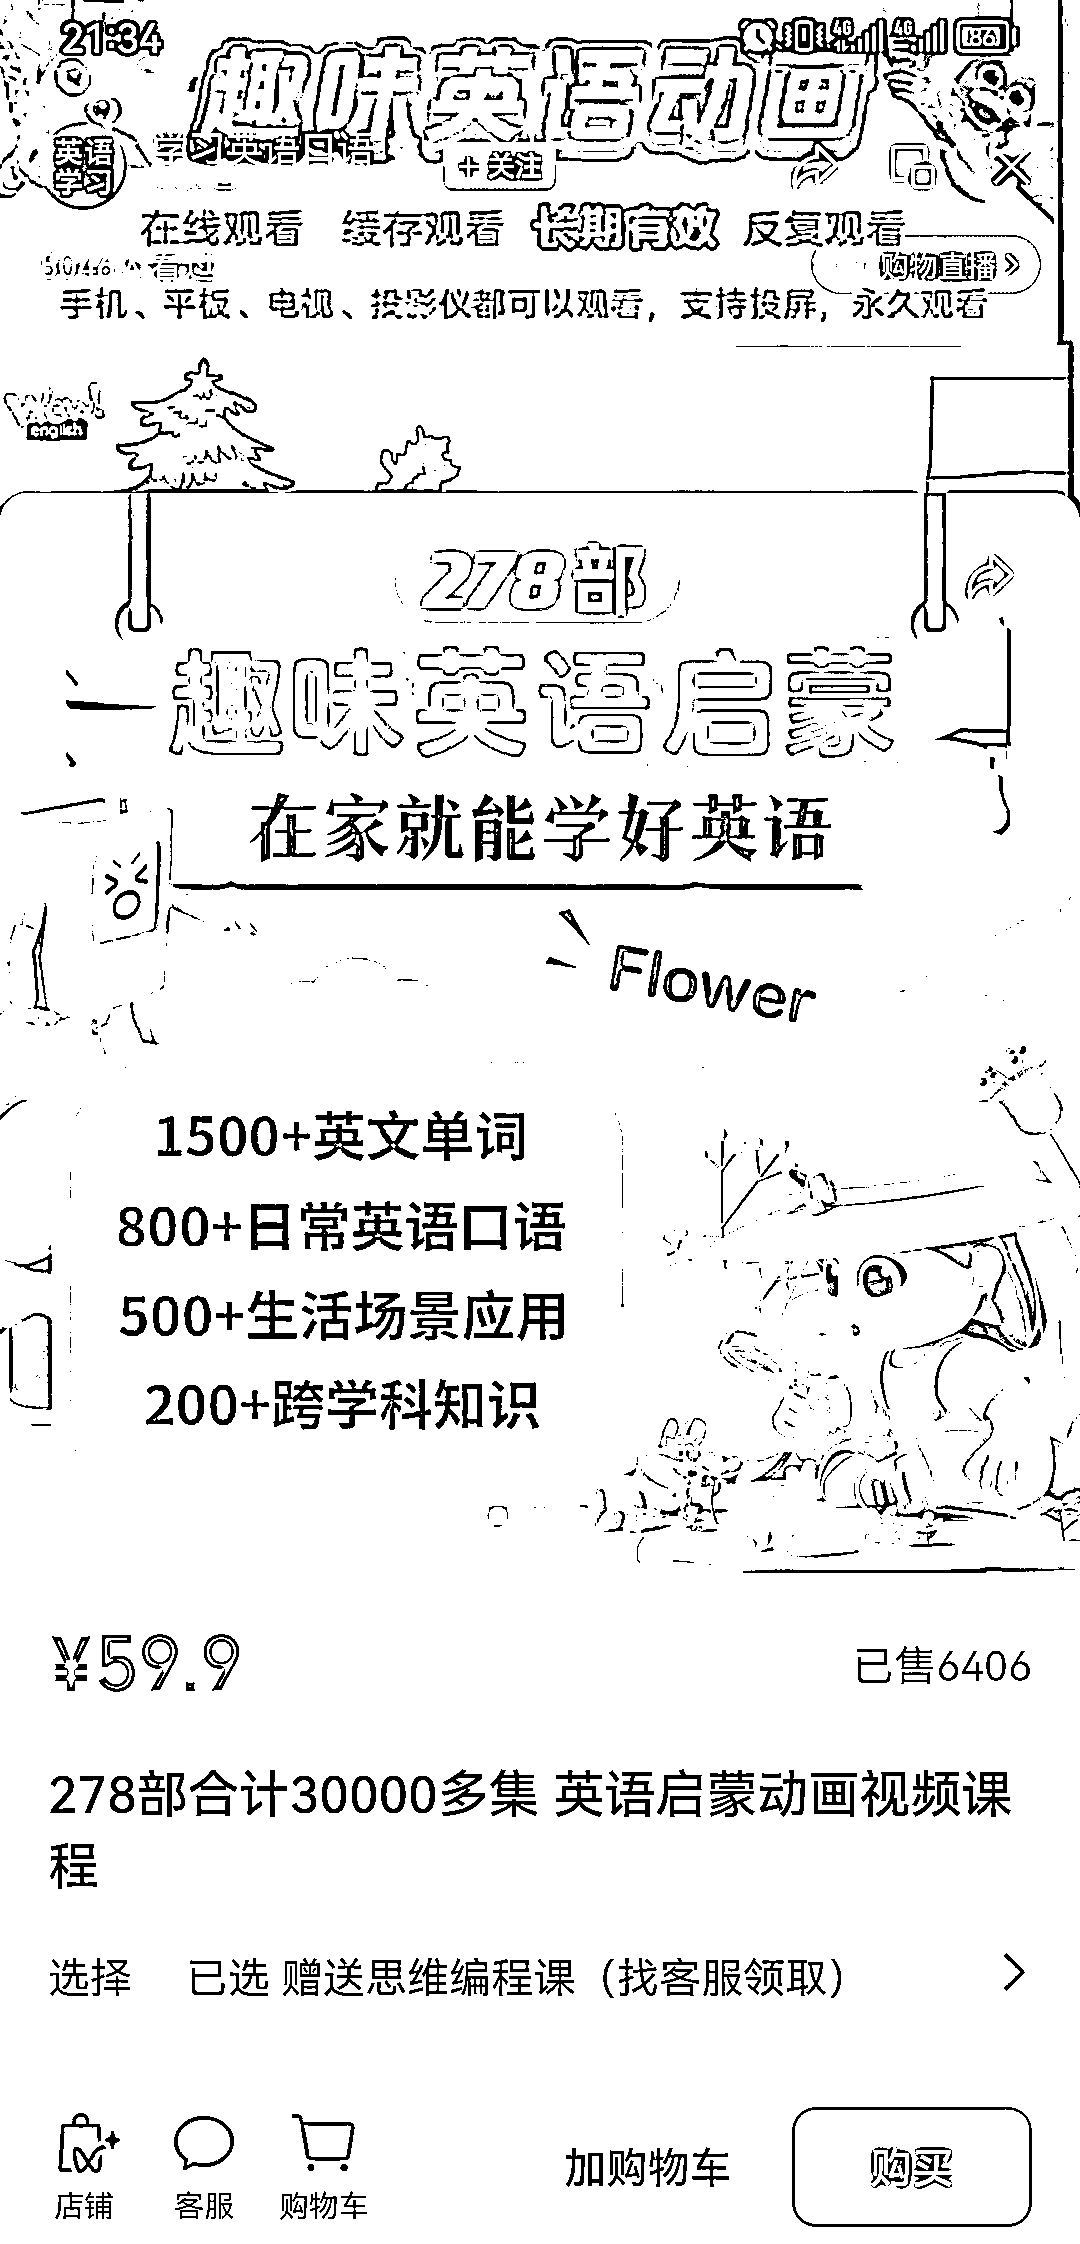 21:34
4G 4G 86
趣味英语动画
英语学习
学习英语口语
+ 关注
在线观看 缓存观看 长期有效 反复观看
购物直播
手机、平板、电视、投影仪都可以观看，支持投屏，永久观看
Wow!
english
278部
趣味英语启蒙
在家就能学好英语
Flower
1500+英文单词
800+日常英语口语
500+生活场景应用
200+跨学科知识
¥59.9
已售6406
278部合计30000多集 英语启蒙动画视频课
程
选择 已选 赠送思维编程课（找客服领取）
店铺 客服 购物车 加购物车 购买